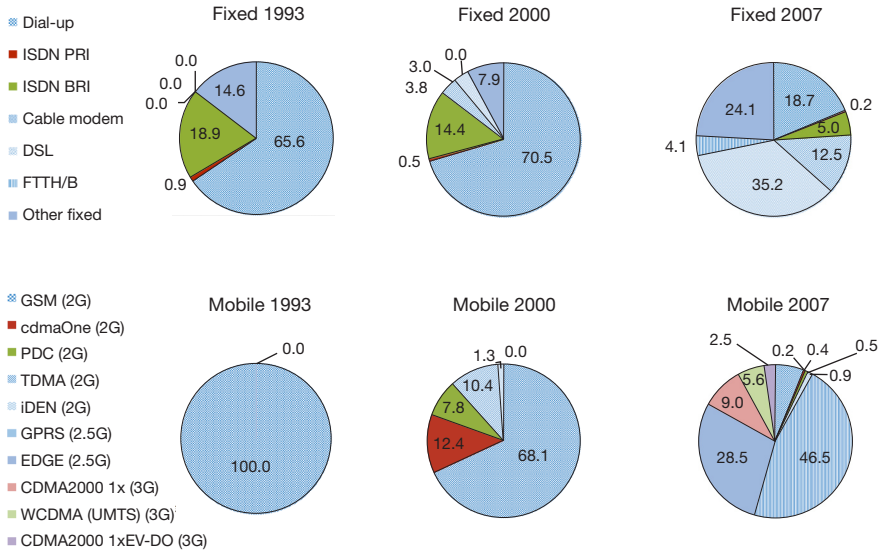 Fixed 1993
Fixed 2000
Fixed 2007
Dial-up
ISDN PRI
ISDN BRI
Cable modem
DSL
FTTH/B
Other fixed
0.0
0.0
0.0
14.6
18.9
65.6
0.9
0.0
3.0
3.8
7.9
14.4
70.5
0.5
24.1
18.7
0.2
5.0
12.5
4.1
35.2
Mobile 1993
Mobile 2000
Mobile 2007
GSM (2G)
cdmaOne (2G)
PDC (2G)
TDMA (2G)
iDEN (2G)
GPRS (2.5G)
EDGE (2.5G)
CDMA2000 1x (3G)
WCDMA (UMTS) (3G)
CDMA2000 1xEV-DO (3G)
0.0
100.0
1.3
0.0
10.4
7.8
12.4
68.1
2.5
0.2
0.4
0.5
0.9
5.6
9.0
28.5
46.5